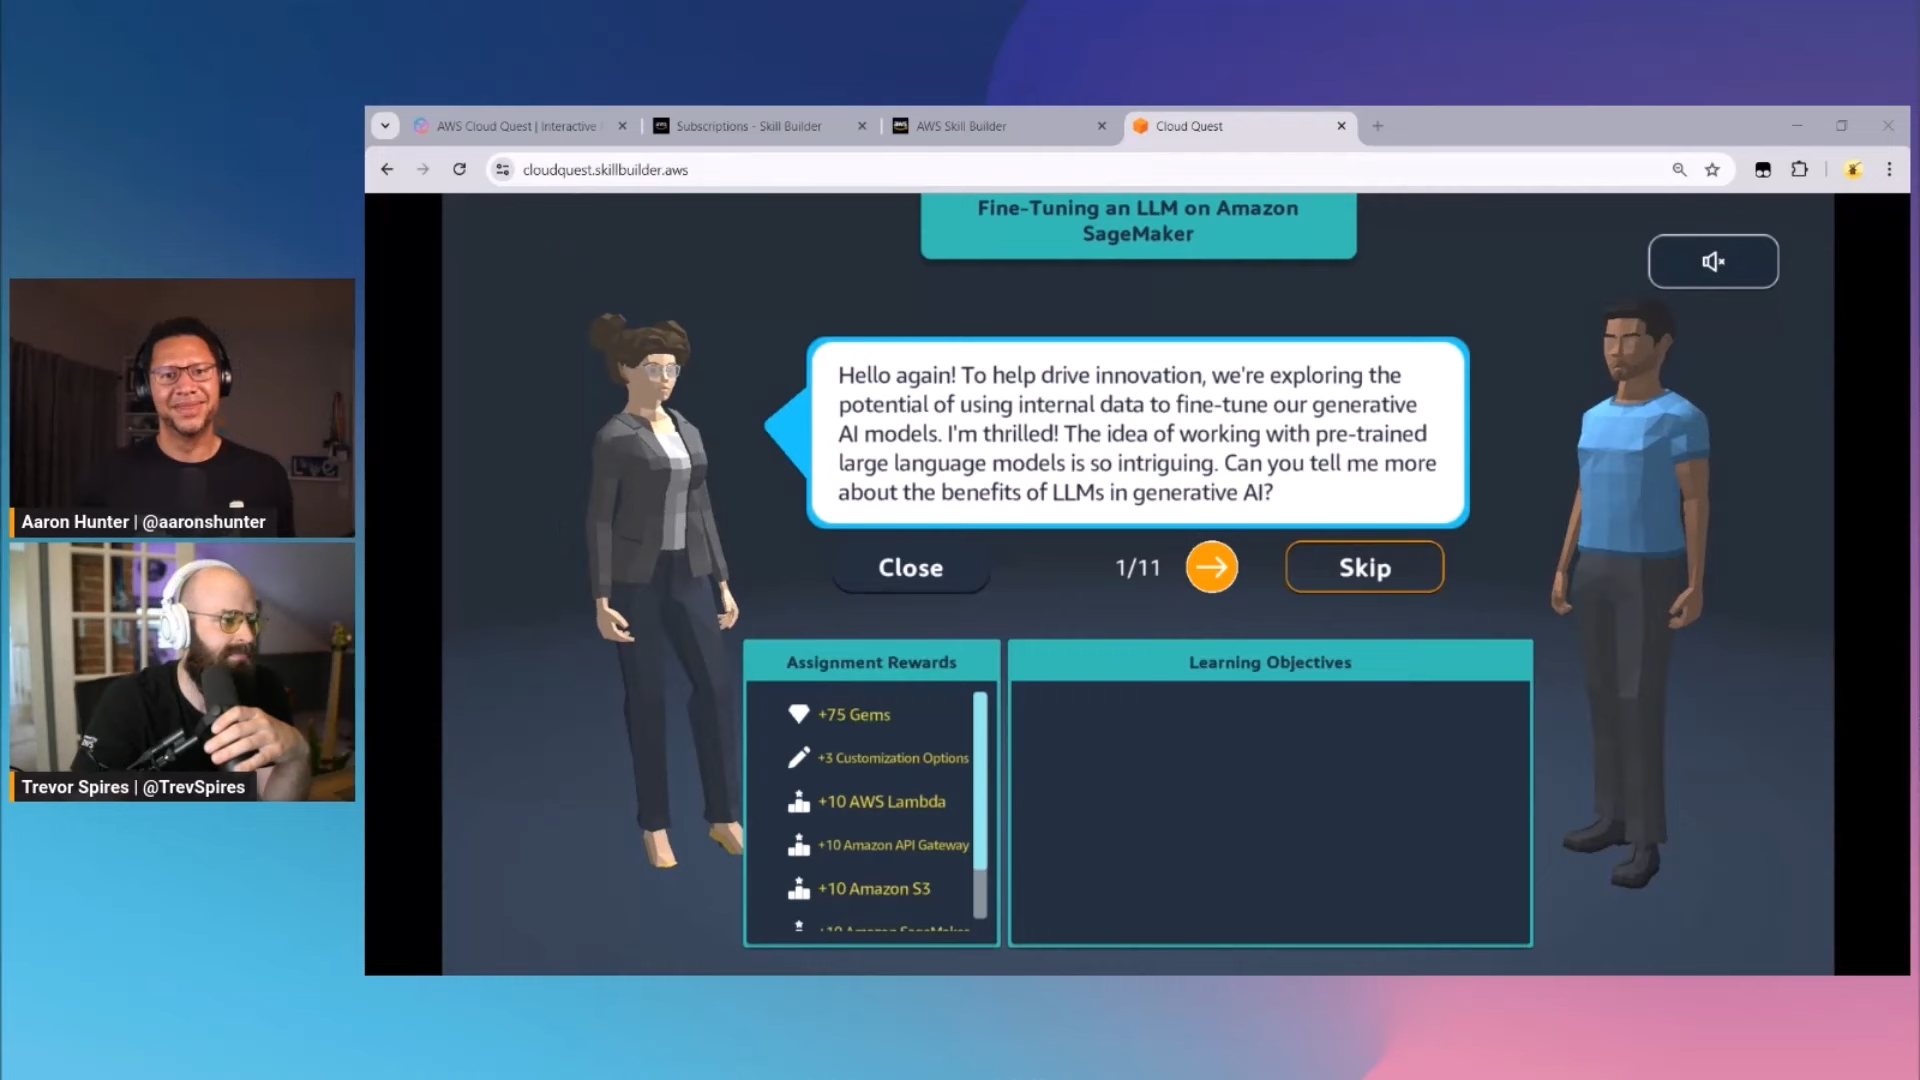 AWS Cloud Quest | Interactive
Subscriptions - Skill Builder
AWS Skill Builder
Cloud Quest
cloudquest.skillbuilder.aws
Fine-Tuning an LLM on Amazon
SageMaker
Hello again! To help drive innovation, we're exploring the
potential of using internal data to fine-tune our generative
AI models. I'm thrilled! The idea of working with pre-trained
large language models is so intriguing. Can you tell me more
about the benefits of LLMs in generative AI?
Close
1/11
Skip
Assignment Rewards
+75 Gems
+3 Customization Options
+10 AWS Lambda
+10 Amazon API Gateway
+10 Amazon S3
+10 Amazon SageMaker
Learning Objectives
Aaron Hunter | @aaronshunter
Trevor Spires | @TrevSpires